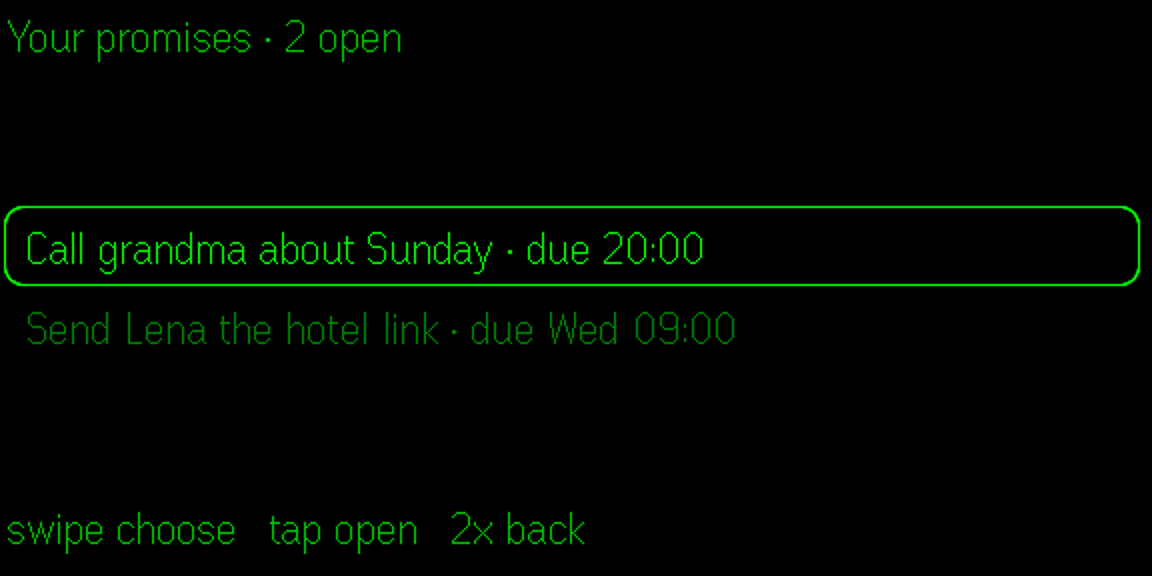 Your promises · 2 open
Call grandma about Sunday · due 20:00
Send Lena the hotel link · due Wed 09:00
swipe choose   tap open   2x back